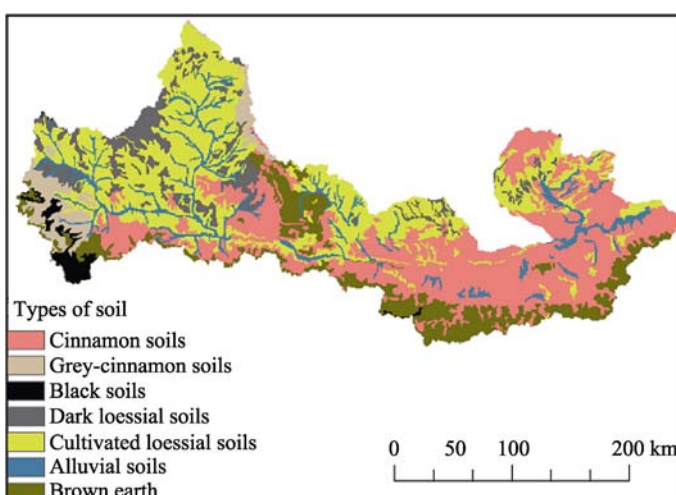 Types of soil
Cinnamon soils
Grey-cinnamon soils
Black soils
Dark loessial soils
Cultivated loessial soils
Alluvial soils
Brown earth
0 50 100 200 km